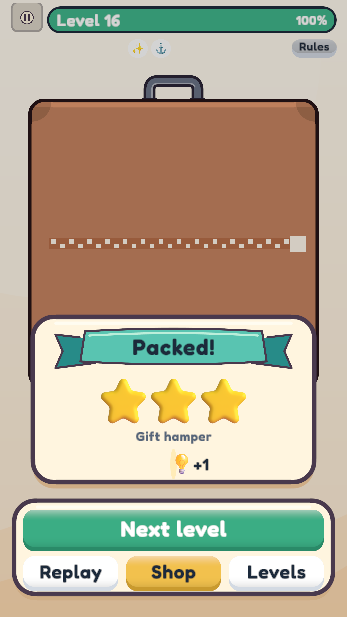 Level 16
100%
Rules
Packed!
Gift hamper
+1
Next level
Replay
Shop
Levels